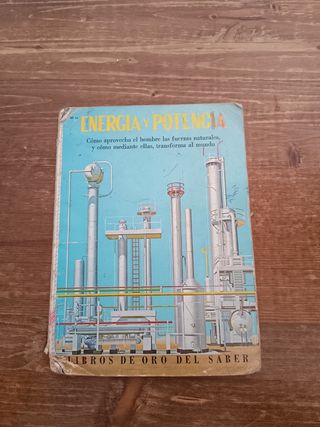 ENERGIA Y POTENCIA
Cómo aprovecha el hombre las fuerzas naturales,
y cómo mediante ellas, transforma al mundo
LIBROS DE ORO DEL SABER